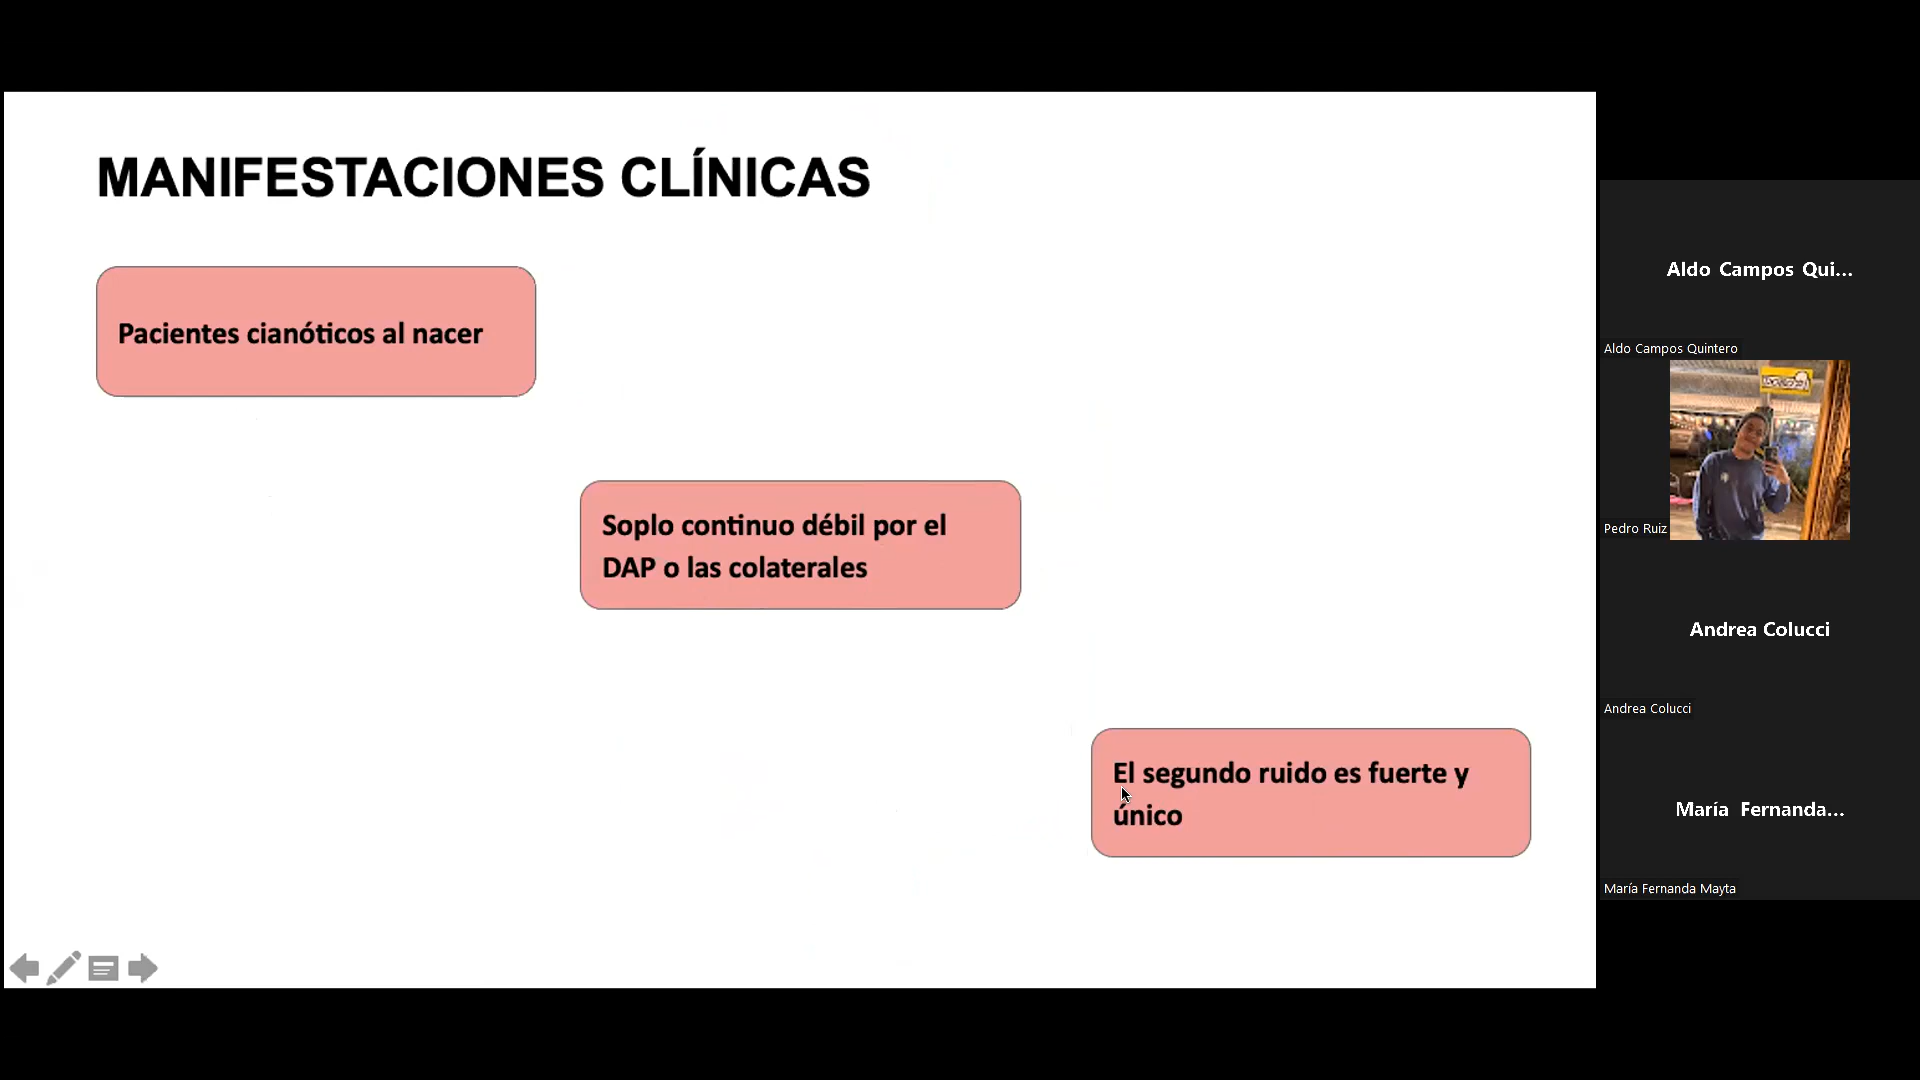 MANIFESTACIONES CLÍNICAS
Pacientes cianóticos al nacer
Soplo continuo débil por el
DAP o las colaterales
El segundo ruido es fuerte y
único
Aldo Campos Qui...
Aldo Campos Quintero
Pedro Ruiz
Andrea Colucci
Andrea Colucci
María Fernanda...
María Fernanda Mayta